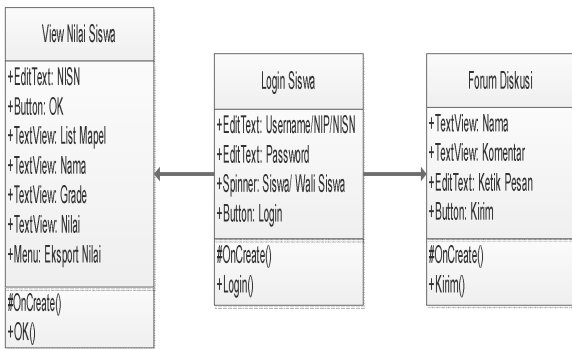 View Nilai Siswa
+EditText: NISN
+Button: OK
+TextView: List Mapel
+TextView: Nama
+TextView: Grade
+TextView: Nilai
+Menu: Eksport Nilai
#OnCreate()
+OK()
Login Siswa
+EditText: Username/NIP/NISN
+EditText: Password
+Spinner: Siswa/ Wali Siswa
+Button: Login
#OnCreate()
+Login()
Forum Diskusi
+TextView: Nama
+TextView: Komentar
+EditText: Ketik Pesan
+Button: Kirim
#OnCreate()
+Kirim()